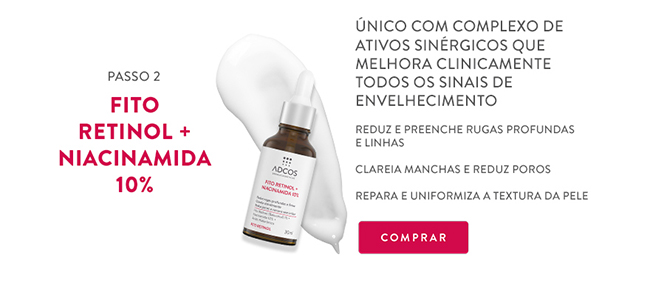 PASSO 2
FITO
RETINOL +
NIACINAMIDA
10%
ADCOS
FITO RETINOL +
NIACINAMIDA 10%
ÚNICO COM COMPLEXO DE
ATIVOS SINÉRGICOS QUE
MELHORA CLINICAMENTE
TODOS OS SINAIS DE
ENVELHECIMENTO
REDUZ E PREENCHE RUGAS PROFUNDAS
E LINHAS
CLAREIA MANCHAS E REDUZ POROS
REPARA E UNIFORMIZA A TEXTURA DA PELE
COMPRAR